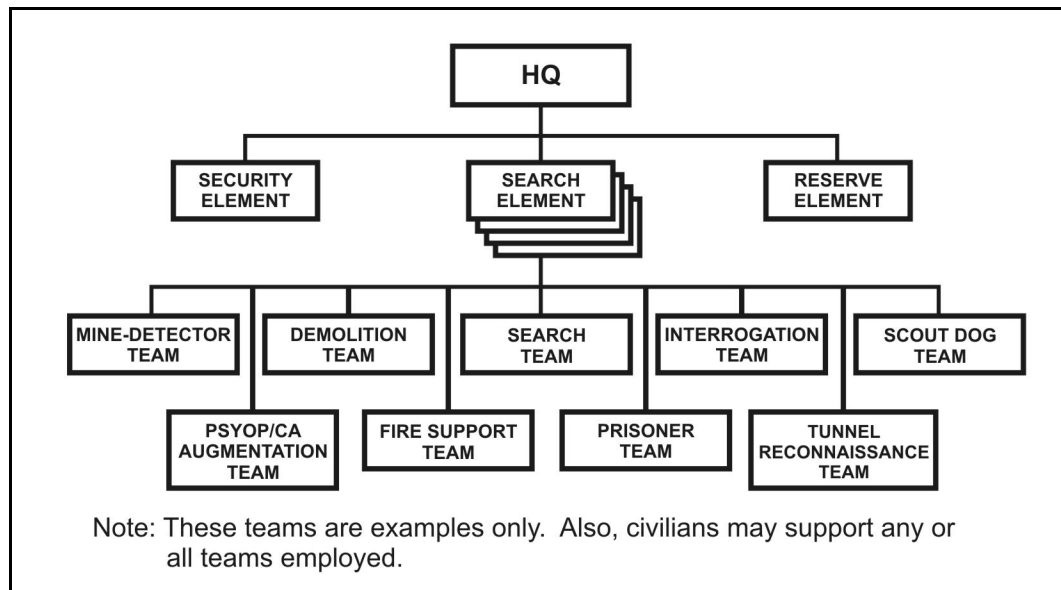 HQ
SECURITY
ELEMENT
SEARCH
ELEMENT
RESERVE
ELEMENT
MINE-DETECTOR
TEAM
DEMOLITION
TEAM
SEARCH
TEAM
INTERROGATION
TEAM
SCOUT DOG
TEAM
PSYOP/CA
AUGMENTATION
TEAM
FIRE SUPPORT
TEAM
PRISONER
TEAM
TUNNEL
RECONNAISSANCE
TEAM
Note: These teams are examples only. Also, civilians may support any or
all teams employed.